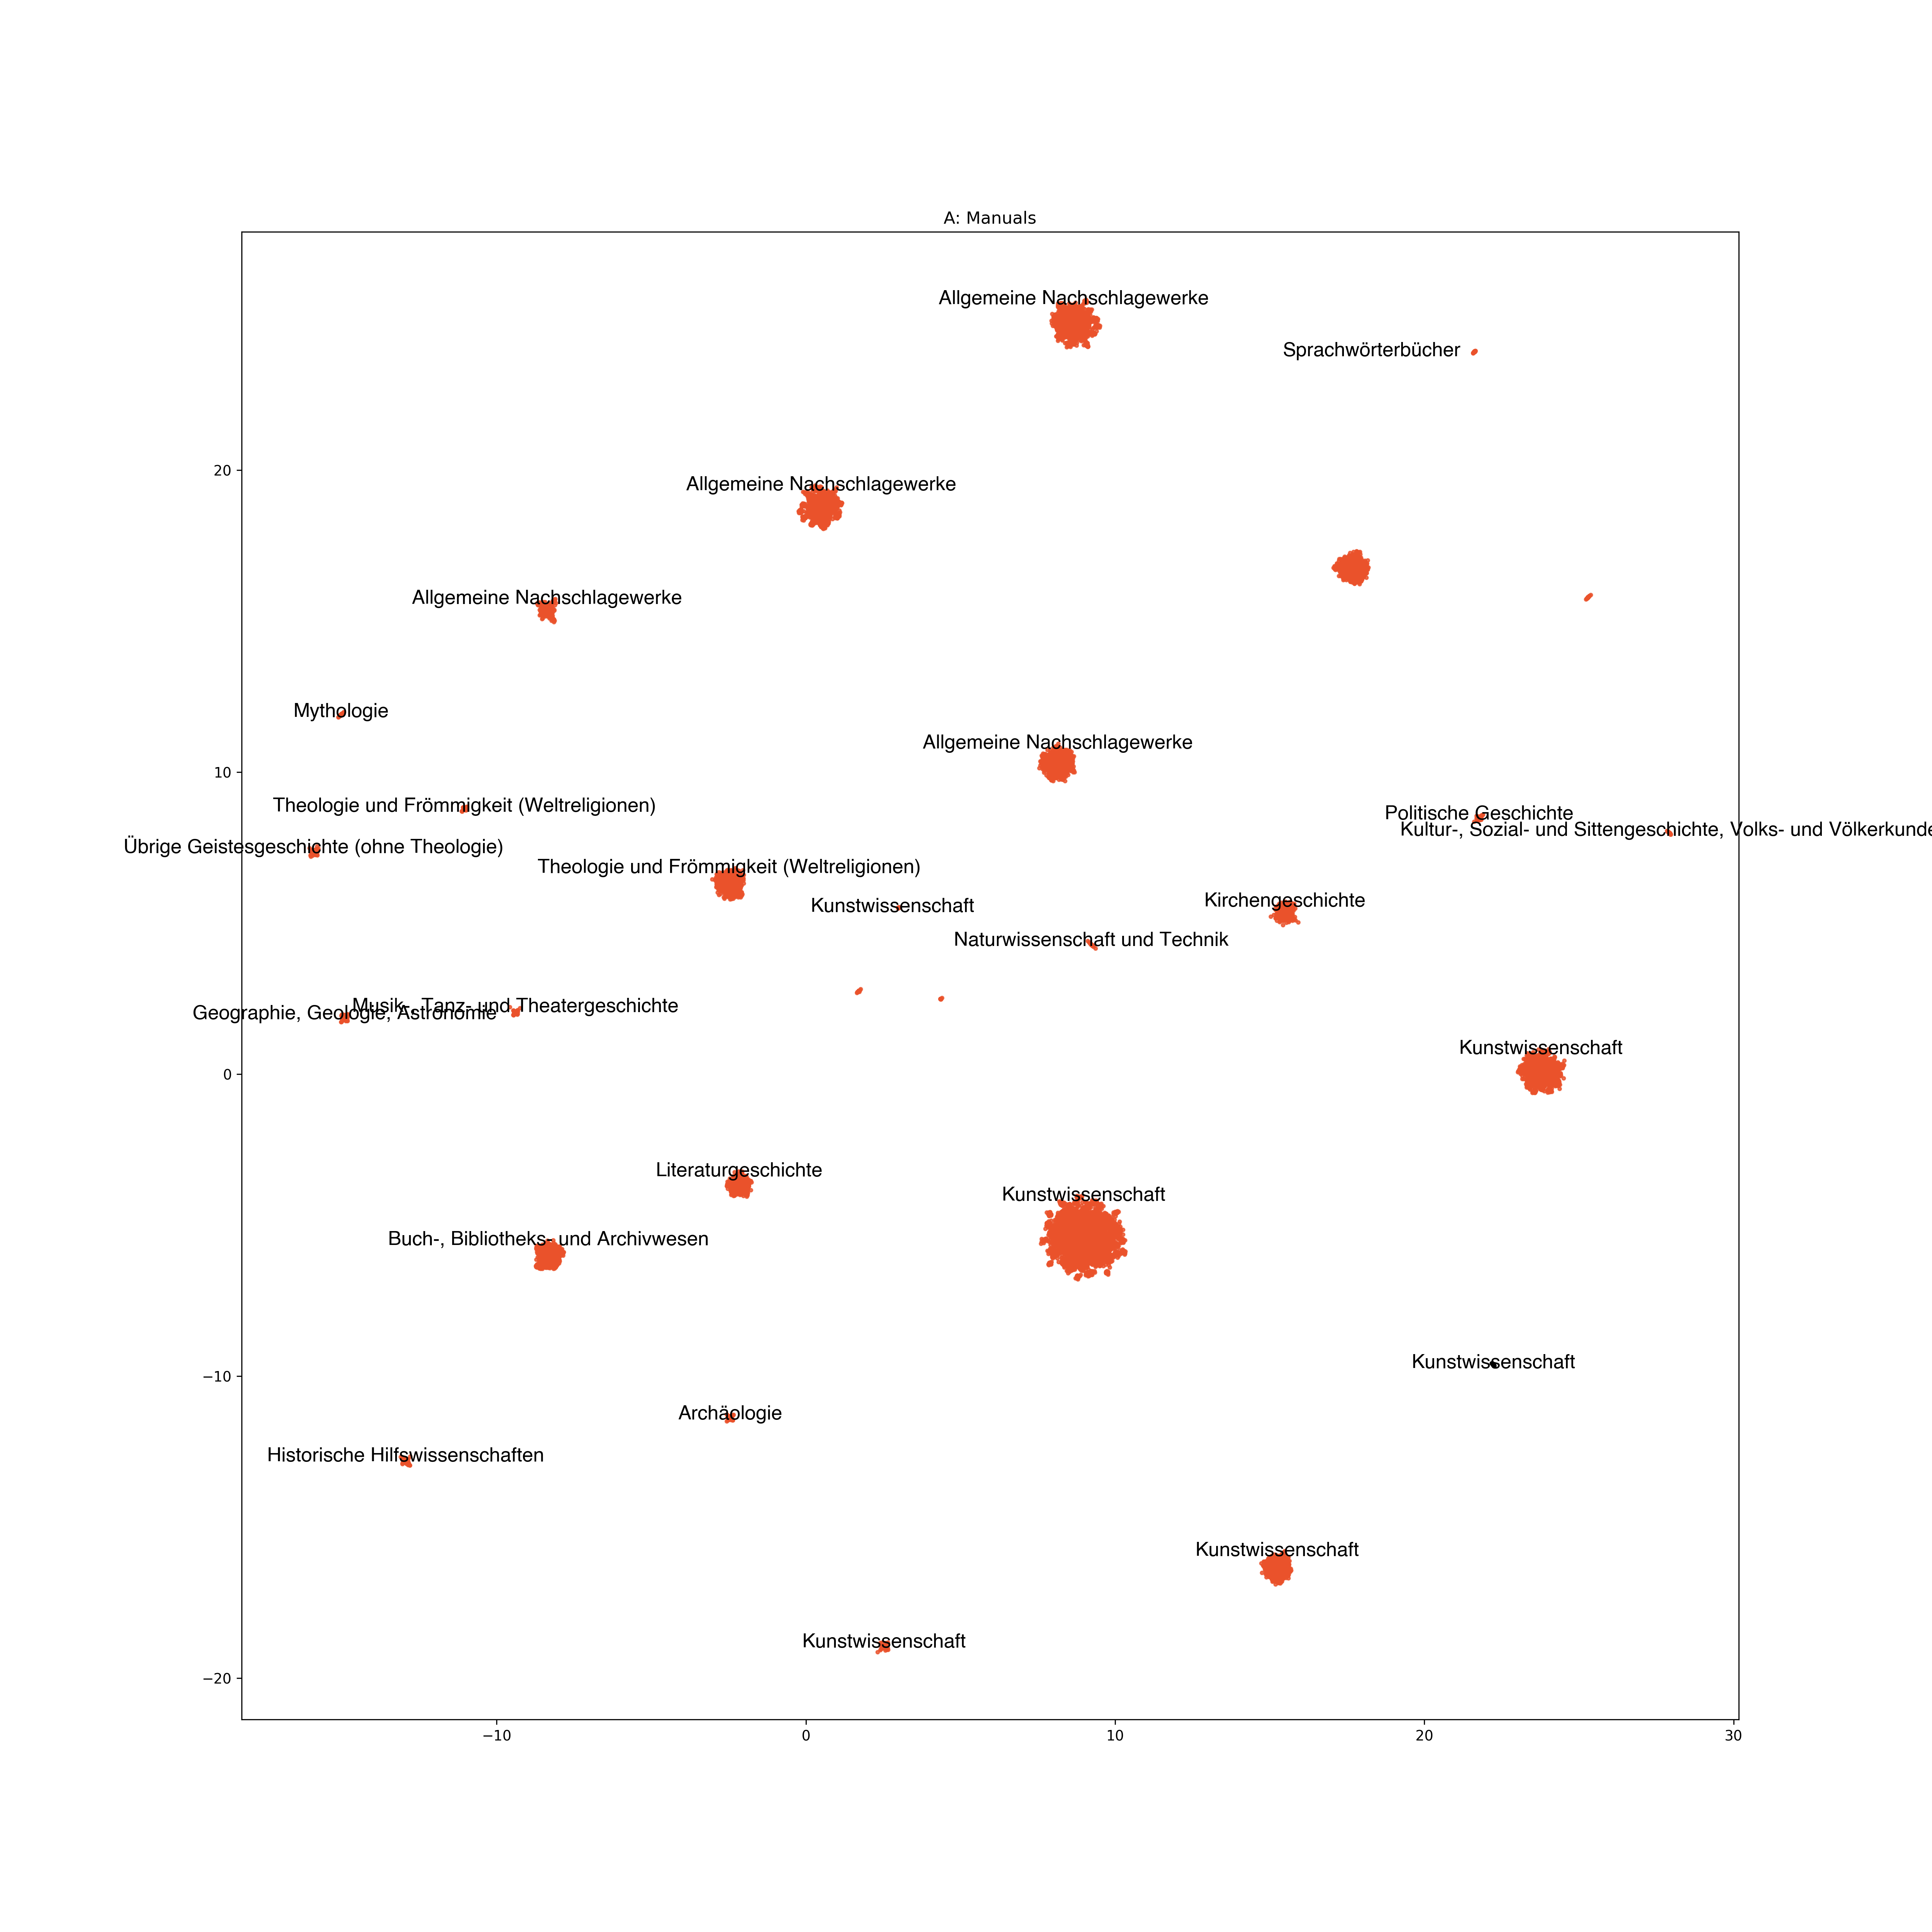 A: Manuals
Allgemeine Nachschlagewerke
Sprachwörterbücher
20
Allgemeine Nachschlagewerke
Allgemeine Nachschlagewerke
Mythologie
Allgemeine Nachschlagewerke
10
Theologie und Frömmigkeit (Weltreligionen)
Politische Geschichte
Kultur-, Sozial- und Sittengeschichte, Volks- und Völkerkunde
Übrige Geistesgeschichte (ohne Theologie)
Theologie und Frömmigkeit (Weltreligionen)
Kirchengeschichte
Kunstwissenschaft
Naturwissenschaft und Technik
Musik-, Tanz- und Theatergeschichte
Geographie, Geologie, Astronomie
Kunstwissenschaft
0
Literaturgeschichte
Kunstwissenschaft
Buch-, Bibliotheks- und Archivwesen
Kunstwissenschaft
−10
Archäologie
Historische Hilfswissenschaften
Kunstwissenschaft
Kunstwissenschaft
−20
−10 0 10 20 30